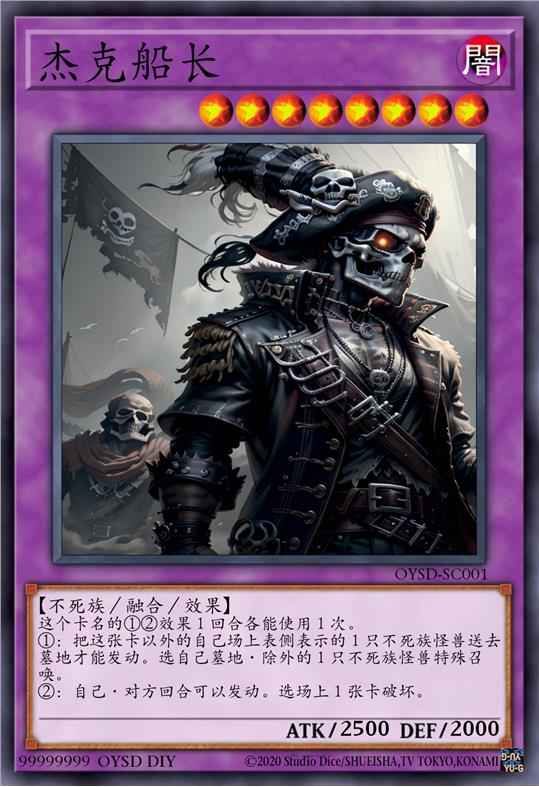 杰克船长
闇
OYSD-SC001
【不死族／融合／效果】
这个卡名的①②效果1回合各能使用1次。
①：把这张卡以外的自己场上表侧表示的1只不死族怪兽送去
墓地才能发动。选自己墓地·除外的1只不死族怪兽特殊召
唤。
②：自己·对方回合可以发动。选场上1张卡破坏。
ATK/2500 DEF/2000
99999999 OYSD DIY ©2020 Studio Dice/SHUEISHA,TV TOKYO,KONAMI